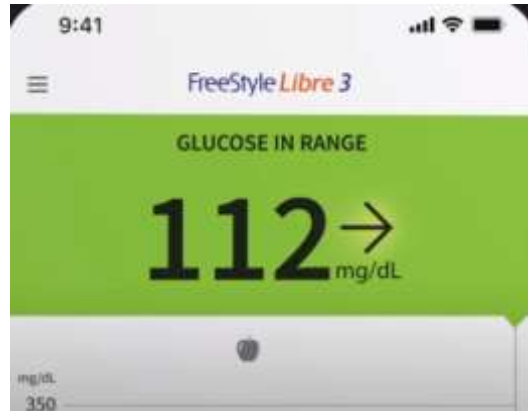 9:41
FreeStyle Libre 3
GLUCOSE IN RANGE
112
mg/dL
mg/dL
350